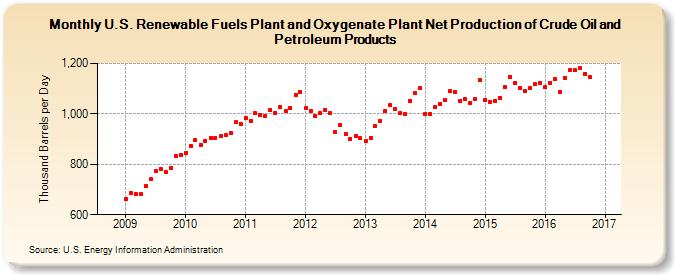 Monthly U.S. Renewable Fuels Plant and Oxygenate Plant Net Production of Crude Oil and
Petroleum Products
Thousand Barrels per Day
1,200
1,000
800
600
2009 2010 2011 2012 2013 2014 2015 2016 2017
Source: U.S. Energy Information Administration